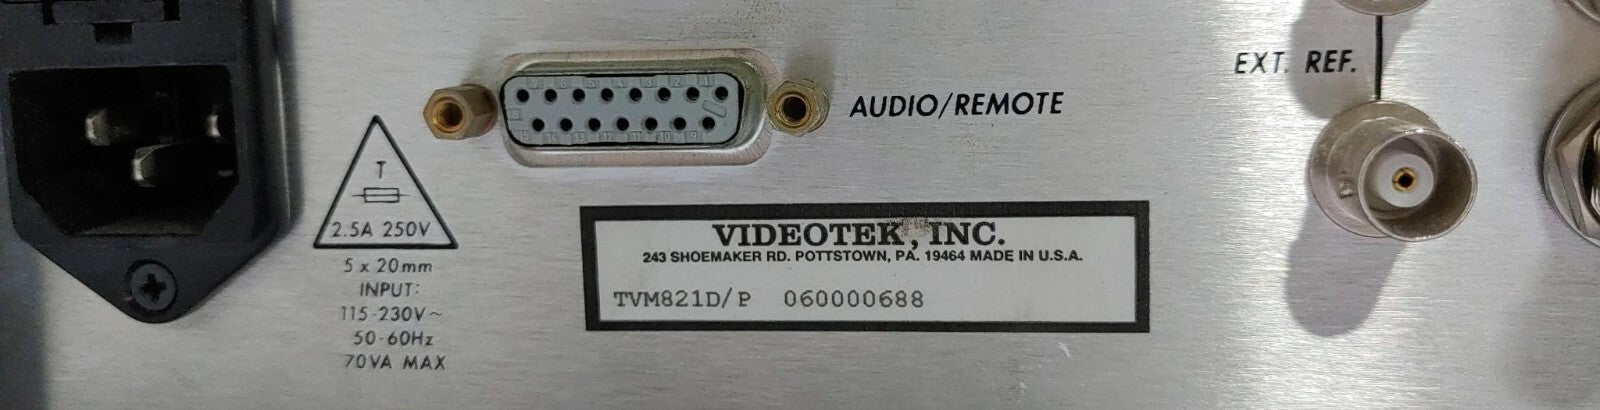 AUDIO/REMOTE
EXT. REF.
T
2.5A 250V
5 x 20mm
INPUT:
115-230V~
50-60Hz
70VA MAX
VIDEOTEK, INC.
243 SHOEMAKER RD. POTTSTOWN, PA. 19464 MADE IN U.S.A.
TVM821D/P 060000688